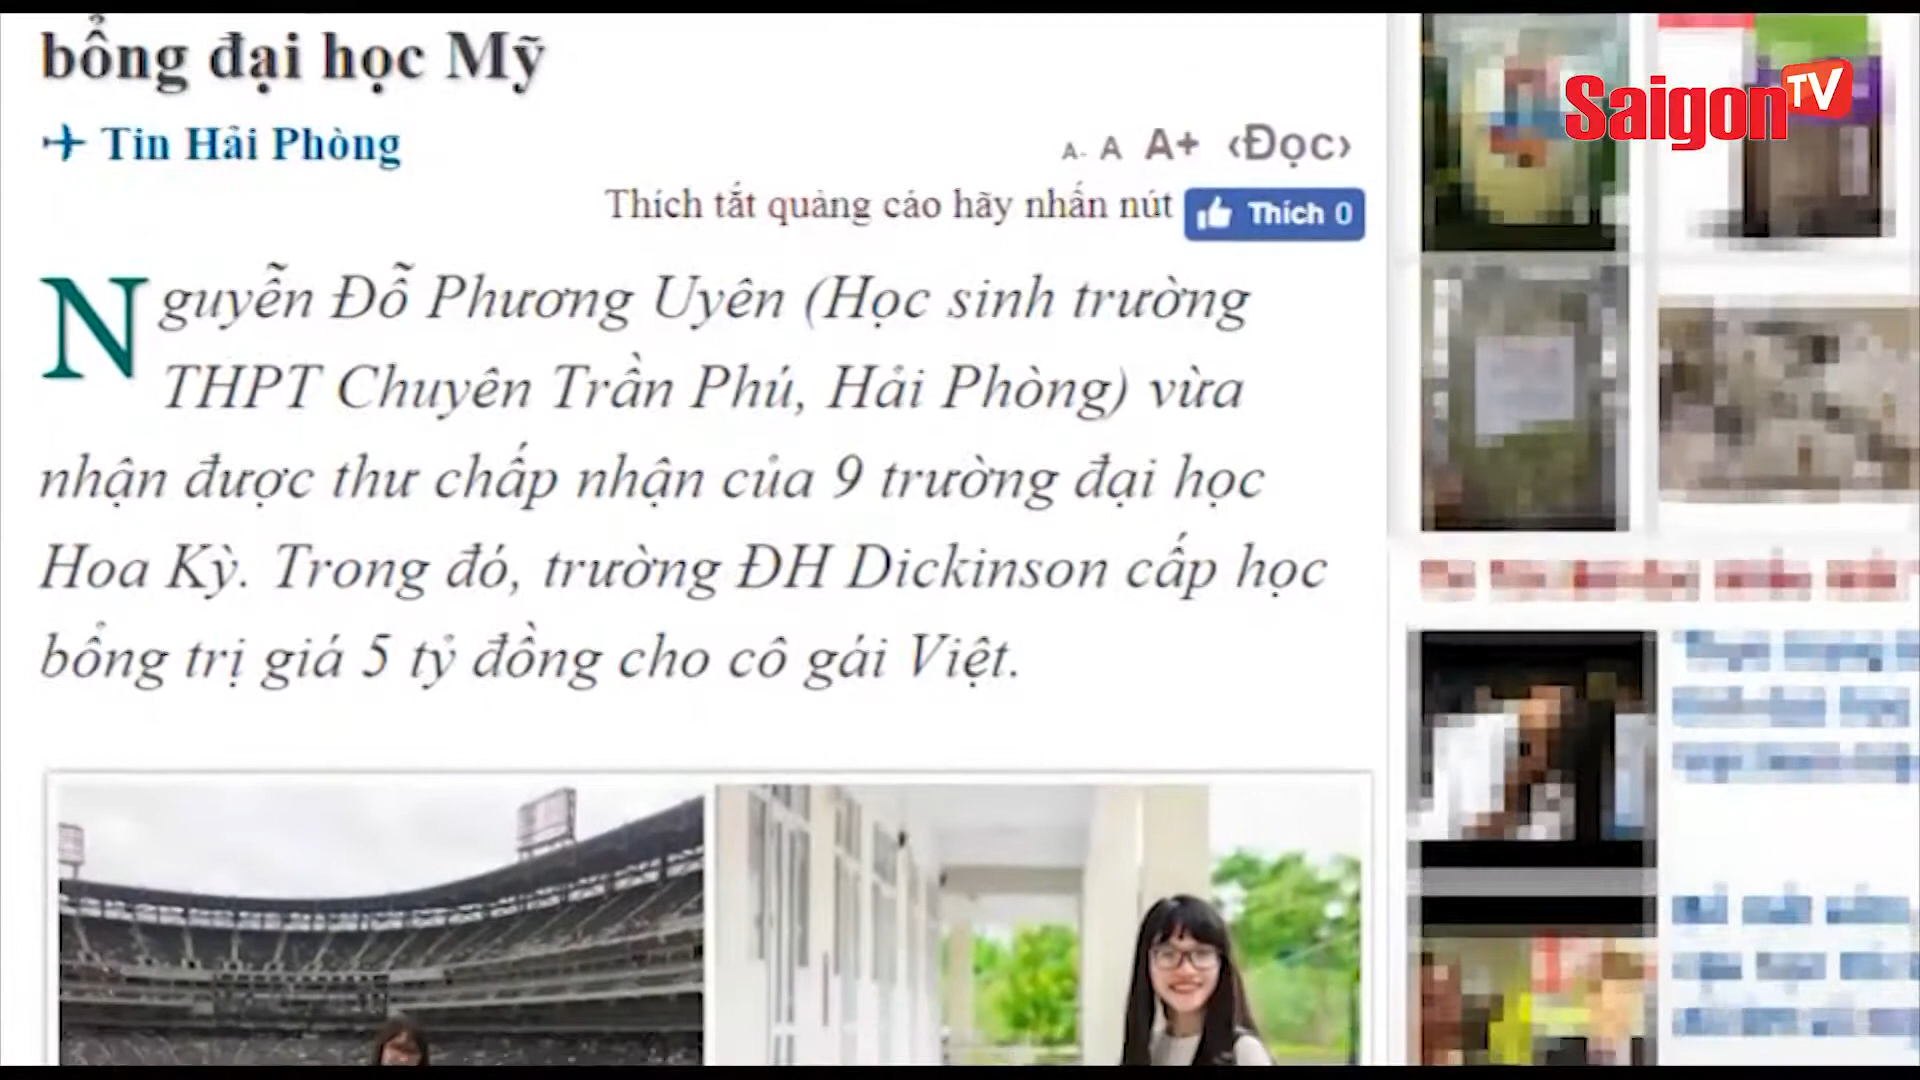 bổng đại học Mỹ
Saigon TV
Tin Hải Phòng
A- A A+ ‹Đọc›
Thích tắt quảng cáo hãy nhấn nút Thích 0
Nguyễn Đỗ Phương Uyên (Học sinh trường
THPT Chuyên Trần Phú, Hải Phòng) vừa
nhận được thư chấp nhận của 9 trường đại học
Hoa Kỳ. Trong đó, trường ĐH Dickinson cấp học
bổng trị giá 5 tỷ đồng cho cô gái Việt.